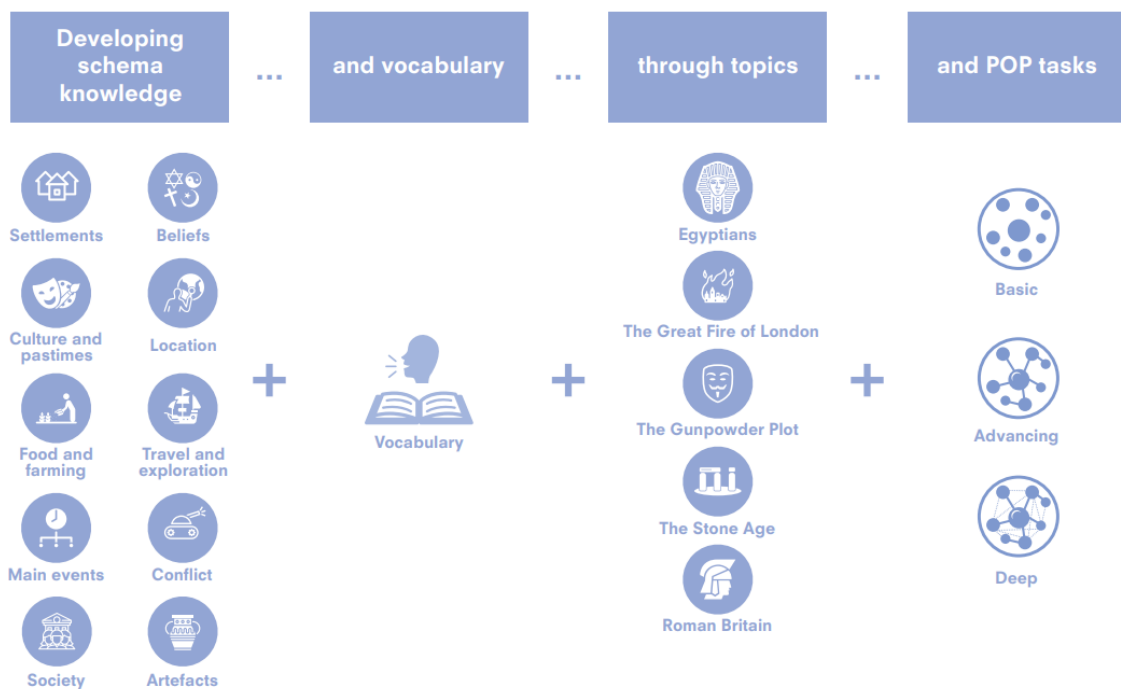 Developing
schema
knowledge
...
and vocabulary
...
through topics
...
and POP tasks
Settlements
Beliefs
Culture and
pastimes
Location
Food and
farming
Travel and
exploration
Main events
Conflict
Society
Artefacts
+
Vocabulary
+
Egyptians
The Great Fire of London
The Gunpowder Plot
The Stone Age
Roman Britain
+
Basic
Advancing
Deep